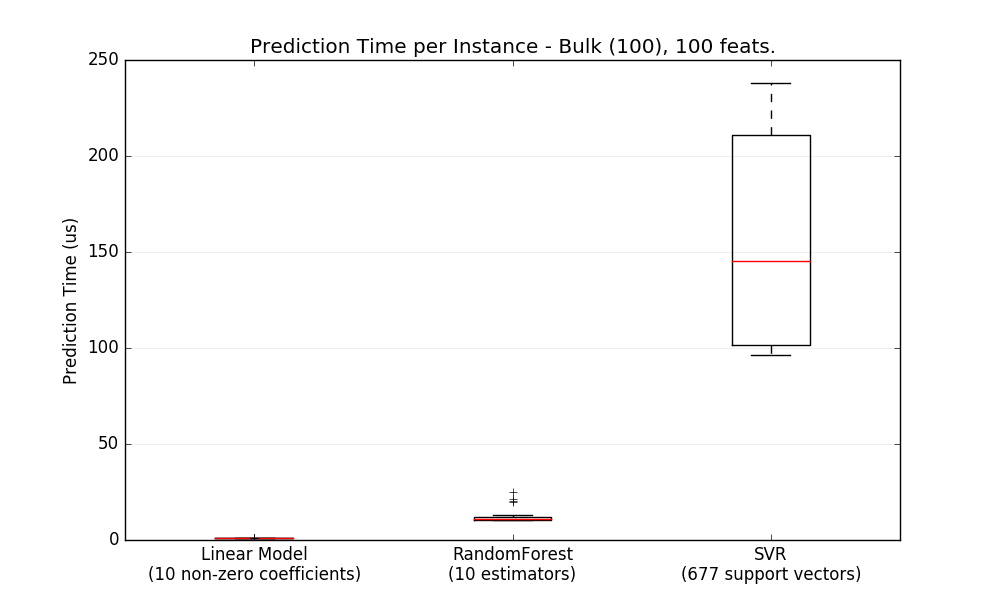 Prediction Time per Instance - Bulk (100), 100 feats.
250
200
150
100
50
0
Prediction Time (us)
Linear Model
(10 non-zero coefficients)
RandomForest
(10 estimators)
SVR
(677 support vectors)